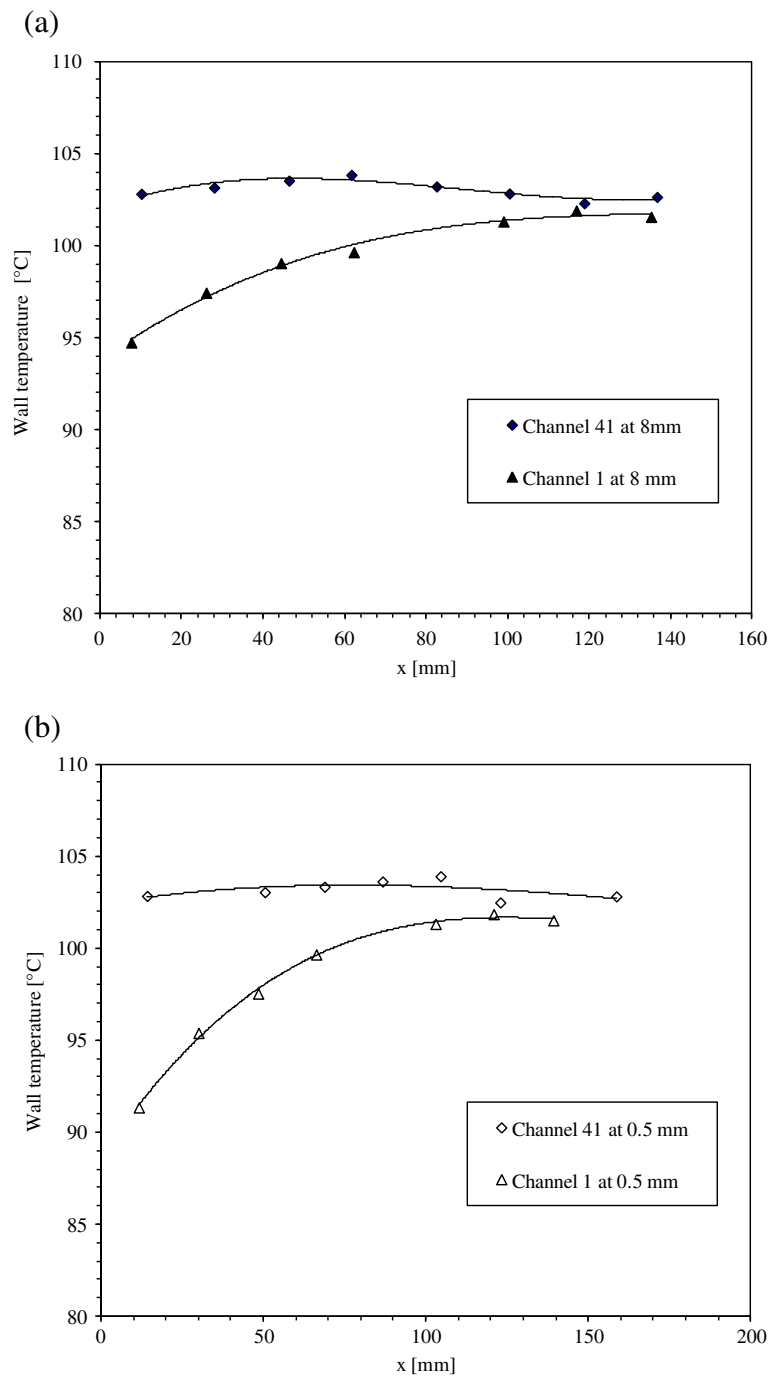 (a)
110
105
100
95
90
85
80
Wall temperature [°C]
Channel 41 at 8mm
Channel 1 at 8 mm
0 20 40 60 80 100 120 140 160
x [mm]
(b)
110
105
100
95
90
85
80
Wall temperature [°C]
Channel 41 at 0.5 mm
Channel 1 at 0.5 mm
0 50 100 150 200
x [mm]